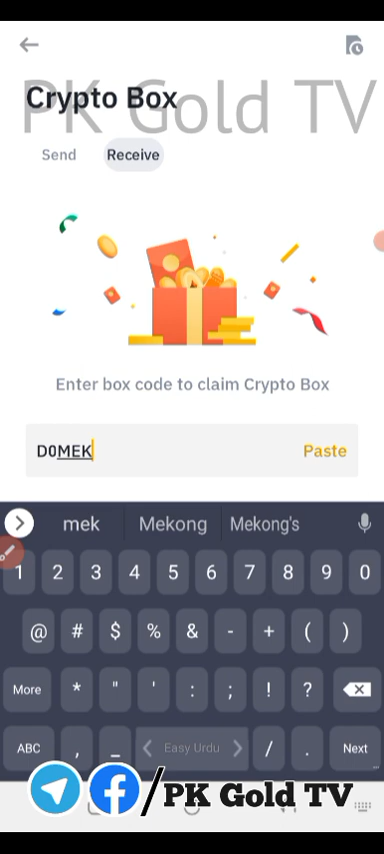 PK Gold TV
Crypto Box
Send
Receive
Enter box code to claim Crypto Box
D0MEK
Paste
mek
Mekong
Mekong's
1 2 3 4 5 6 7 8 9 0
@ # $ % & - + ( )
More * " ' : ; ! ?
ABC , _ Easy Urdu / . Next
/PK Gold TV